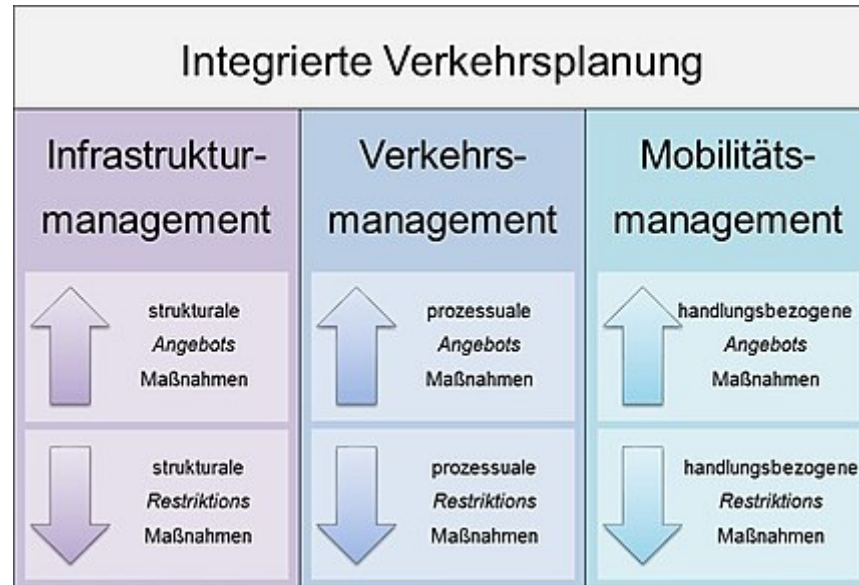 Integrierte Verkehrsplanung
Infrastruktur-
management
strukturale
Angebots
Maßnahmen
strukturale
Restriktions
Maßnahmen
Verkehrs-
management
prozessuale
Angebots
Maßnahmen
prozessuale
Restriktions
Maßnahmen
Mobilitäts-
management
handlungsbezogene
Angebots
Maßnahmen
handlungsbezogene
Restriktions
Maßnahmen